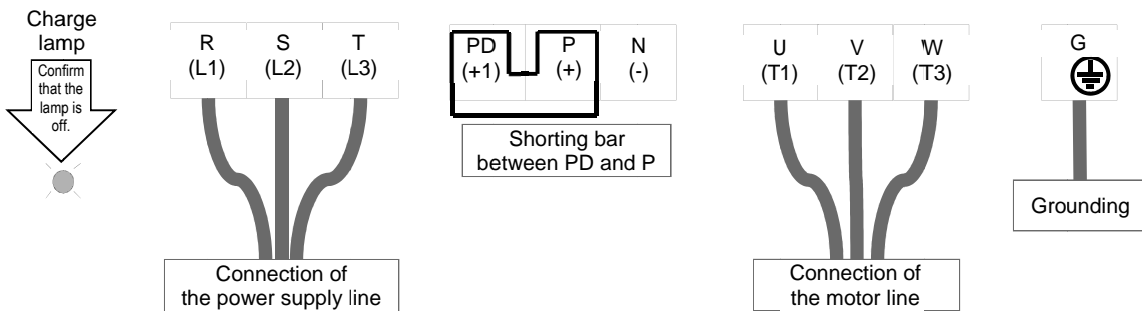 Charge
lamp
Confirm
that the
lamp is
off.
R
(L1)
S
(L2)
T
(L3)
Connection of
the power supply line
PD
(+1)
P
(+)
N
(-)
Shorting bar
between PD and P
U
(T1)
V
(T2)
W
(T3)
Connection of
the motor line
G
Grounding